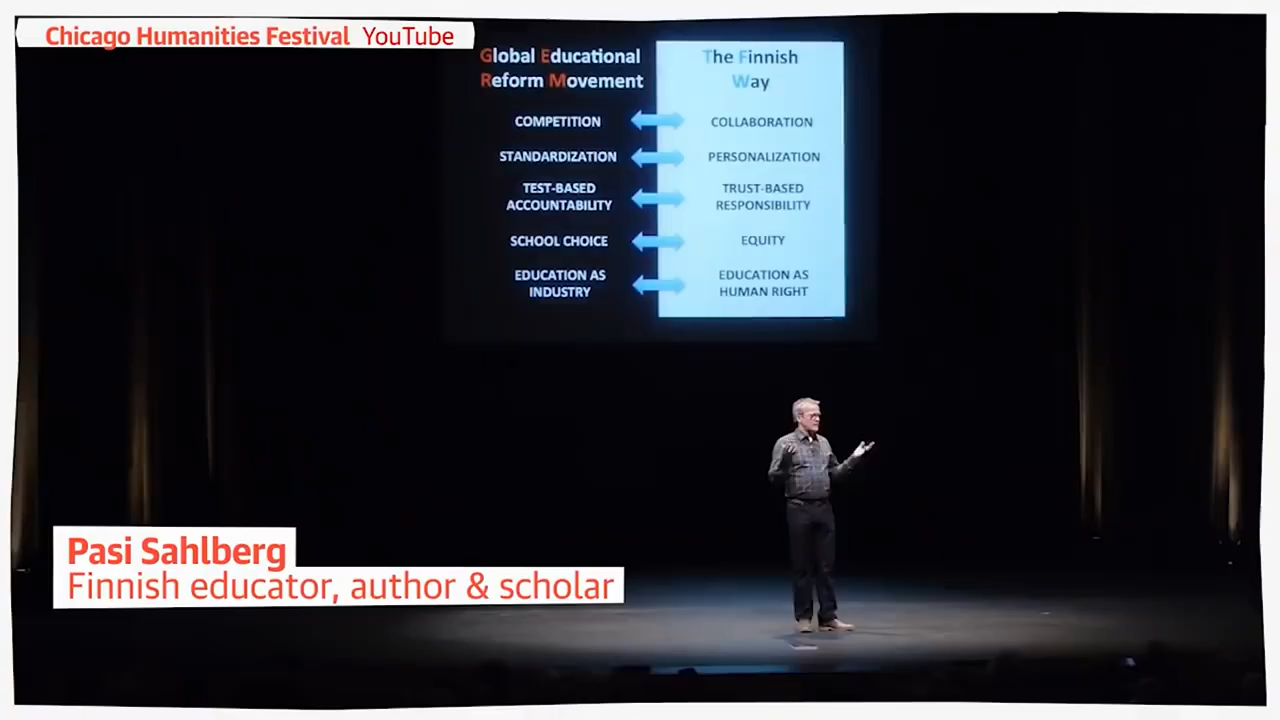 Chicago Humanities Festival YouTube
Global Educational
Reform Movement
COMPETITION
STANDARDIZATION
TEST-BASED
ACCOUNTABILITY
SCHOOL CHOICE
EDUCATION AS
INDUSTRY
The Finnish
Way
COLLABORATION
PERSONALIZATION
TRUST-BASED
RESPONSIBILITY
EQUITY
EDUCATION AS
HUMAN RIGHT
Pasi Sahlberg
Finnish educator, author & scholar